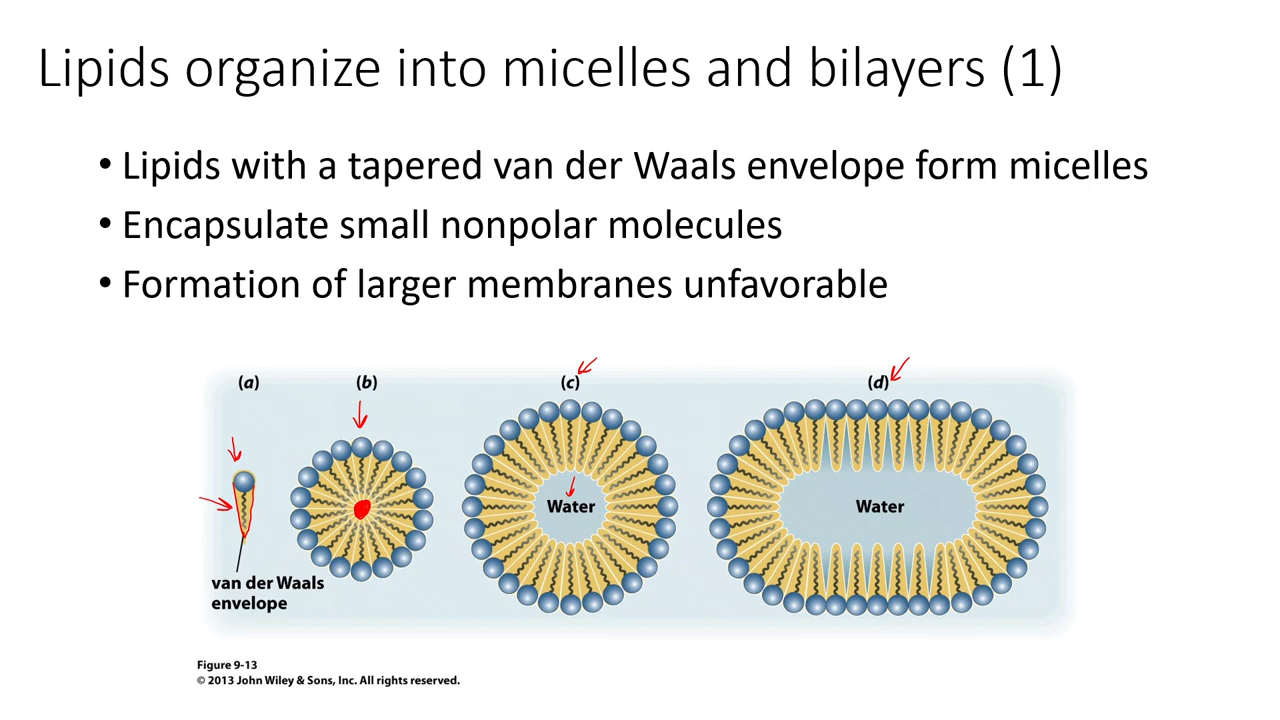 Lipids organize into micelles and bilayers (1)
• Lipids with a tapered van der Waals envelope form micelles
• Encapsulate small nonpolar molecules
• Formation of larger membranes unfavorable
(a) (b) (c) (d)
Water Water
van der Waals
envelope
Figure 9-13
© 2013 John Wiley & Sons, Inc. All rights reserved.